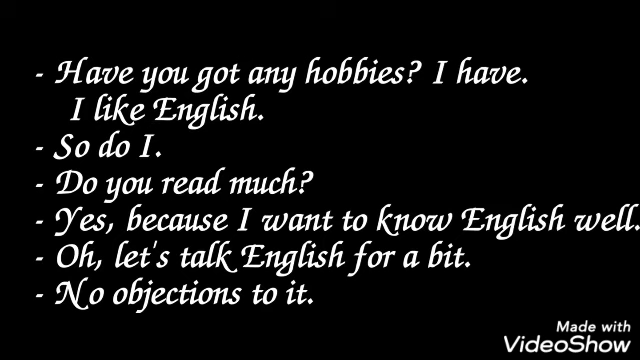 - Have you got any hobbies? I have.
I like English.
- So do I.
- Do you read much?
- Yes, because I want to know English well.
- Oh, let's talk English for a bit.
- No objections to it.
Made with
VideoShow